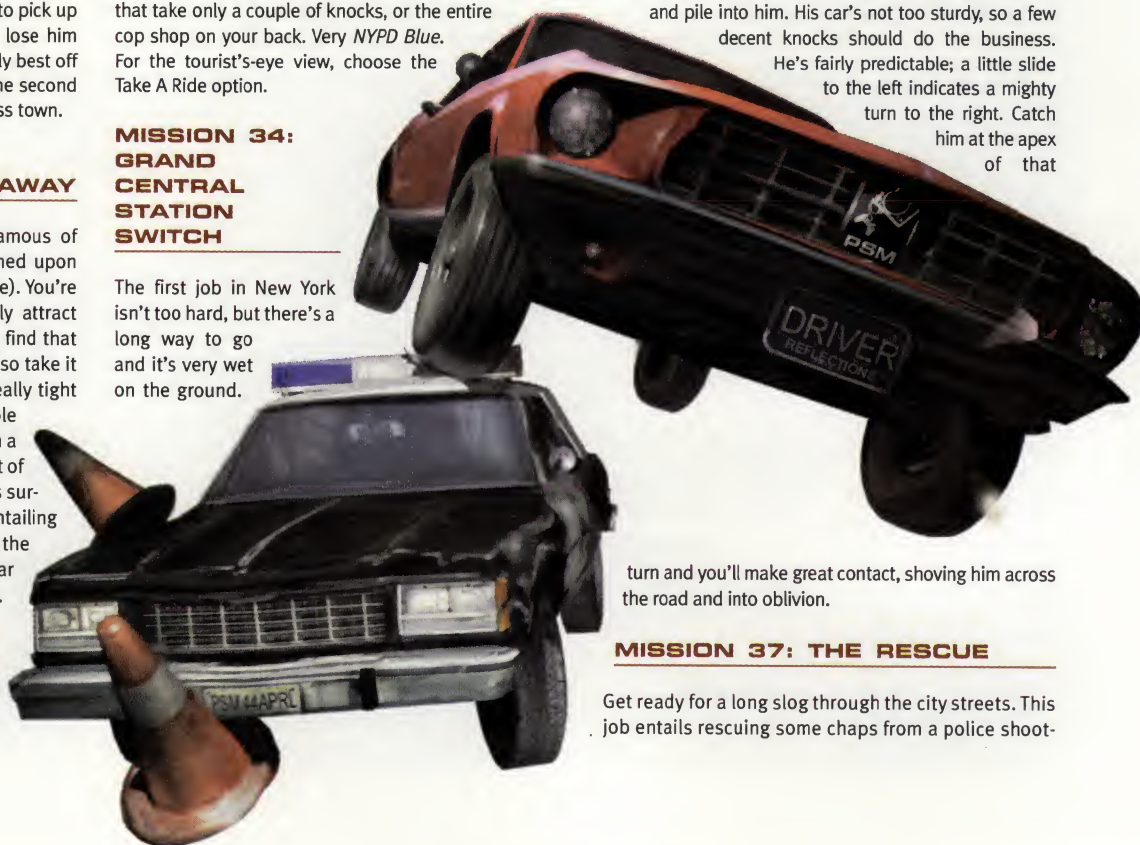 to pick up
lose him
ly best off
he second
ss town.
AWAY
amous of
ned upon
e). You're
ly attract
find that
so take it
eally tight
ole
n a
t of
s sur-
ntailing
the
ar
that take only a couple of knocks, or the entire
cop shop on your back. Very NYPD Blue.
For the tourist's-eye view, choose the
Take A Ride option.
MISSION 34:
GRAND
CENTRAL
STATION
SWITCH
The first job in New York
isn't too hard, but there's a
long way to go
and it's very wet
on the ground.
PSM 44APRL
PSM
DRIVER
REFLECTIONS
and pile into him. His car's not too sturdy, so a few
decent knocks should do the business.
He's fairly predictable; a little slide
to the left indicates a mighty
turn to the right. Catch
him at the apex
of that
turn and you'll make great contact, shoving him across
the road and into oblivion.
MISSION 37: THE RESCUE
Get ready for a long slog through the city streets. This
job entails rescuing some chaps from a police shoot-